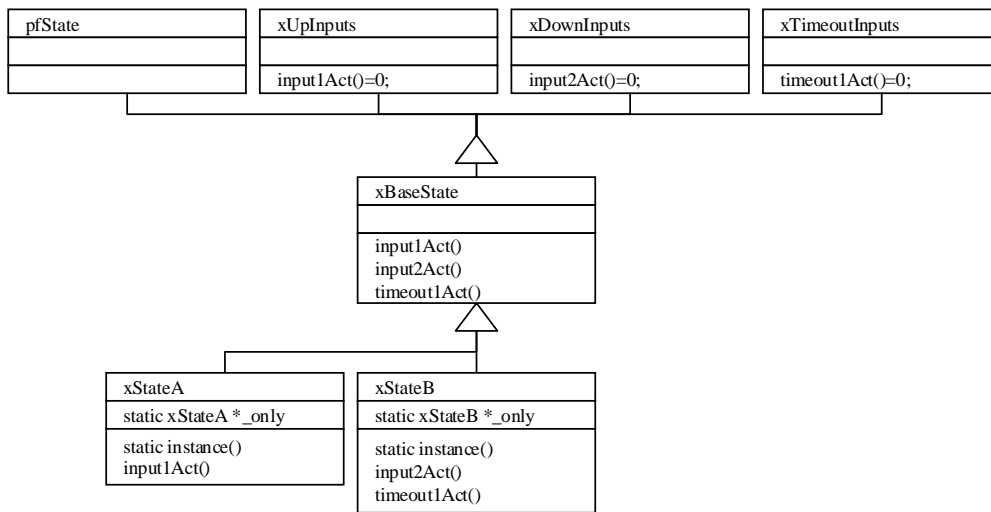 pfState
xUpInputs
input1Act()=0;
xDownInputs
input2Act()=0;
xTimeoutInputs
timeout1Act()=0;
xBaseState
input1Act()
input2Act()
timeout1Act()
xStateA
static xStateA *_only
static instance()
input1Act()
xStateB
static xStateB *_only
static instance()
input2Act()
timeout1Act()